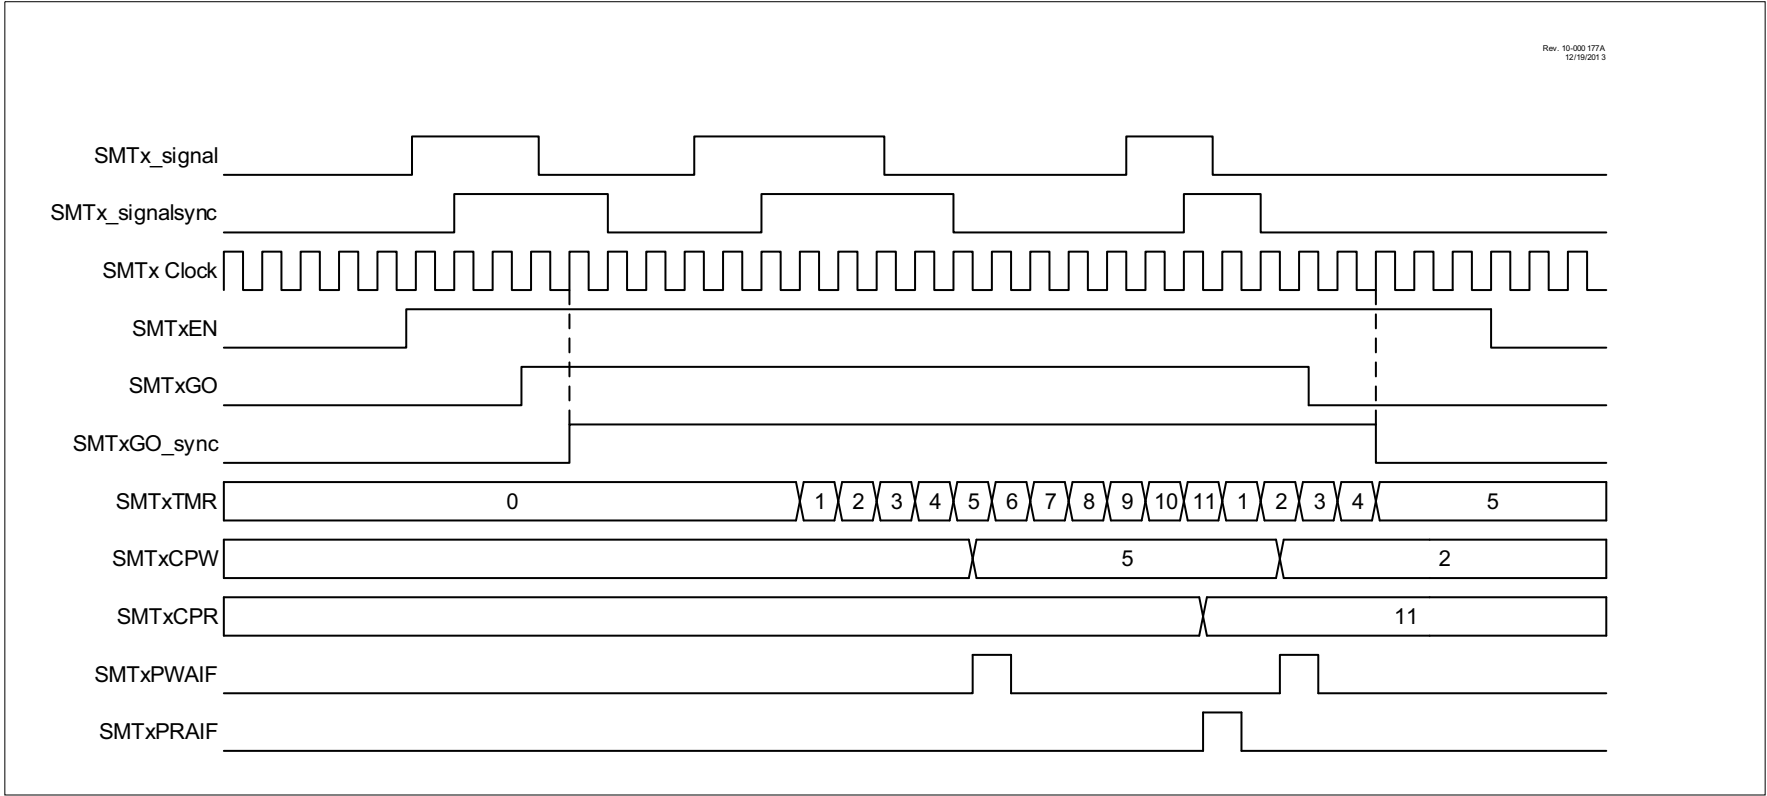 Rev. 10-000 177A
12/19/201 3
SMTx_signal
SMTx_signalsync
SMTx Clock
SMTxEN
SMTxGO
SMTxGO_sync
SMTxTMR 0 1 2 3 4 5 6 7 8 9 10 11 1 2 3 4 5
SMTxCPW 5 2
SMTxCPR 11
SMTxPWAIF
SMTxPRAIF